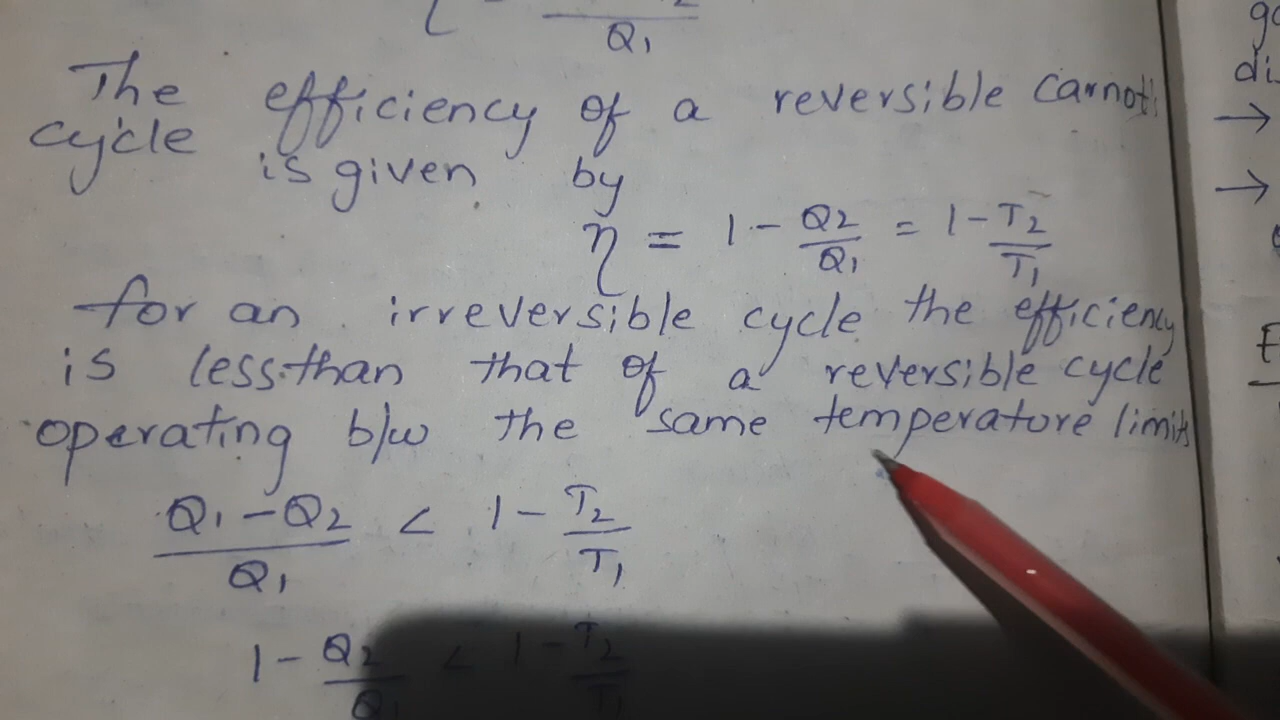 Q₁
The efficiency of a reversible carnot
cycle is given by
η = 1 - Q2/Q₁ = 1 - T₂/T₁
for an irreversible cycle the efficiency
is less than that of a reversible cycle
operating b/w the same temperature limits
Q₁ - Q₂/Q₁ < 1 - T₂/T₁
1 - Q₂/Q₁ < 1 - T₂/T₁